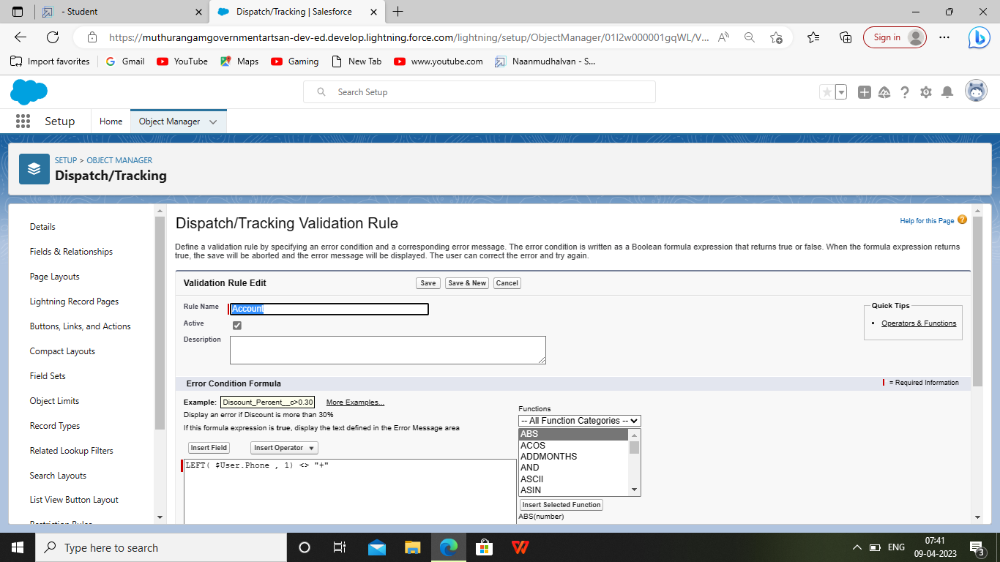 - Student
Dispatch/Tracking | Salesforce
https://muthurangamgovernmentartsan-dev-ed.develop.lightning.force.com/lightning/setup/ObjectManager/01I2w000001gqWL/V...
Sign in
Import favorites
Gmail
YouTube
Maps
Gaming
New Tab
www.youtube.com
Naanmudhalvan - S...
Search Setup
Setup
Home
Object Manager
SETUP > OBJECT MANAGER
Dispatch/Tracking
Details
Fields & Relationships
Page Layouts
Lightning Record Pages
Buttons, Links, and Actions
Compact Layouts
Field Sets
Object Limits
Record Types
Related Lookup Filters
Search Layouts
List View Button Layout
Restriction Rules
Dispatch/Tracking Validation Rule
Help for this Page
Define a validation rule by specifying an error condition and a corresponding error message. The error condition is written as a Boolean formula expression that returns true or false. When the formula expression returns
true, the save will be aborted and the error message will be displayed. The user can correct the error and try again.
Validation Rule Edit
Save
Save & New
Cancel
Rule Name
Account
Active
Description
Quick Tips
• Operators & Functions
Error Condition Formula
= Required Information
Example:
Discount_Percent__c>0.30
More Examples...
Display an error if Discount is more than 30%
If this formula expression is true, display the text defined in the Error Message area
Insert Field
Insert Operator
LEFT( $User.Phone , 1) <> "+"
Functions
-- All Function Categories --
ABS
ACOS
ADDMONTHS
AND
ASCII
ASIN
Insert Selected Function
ABS(number)
Type here to search
ENG
07:41
09-04-2023
3